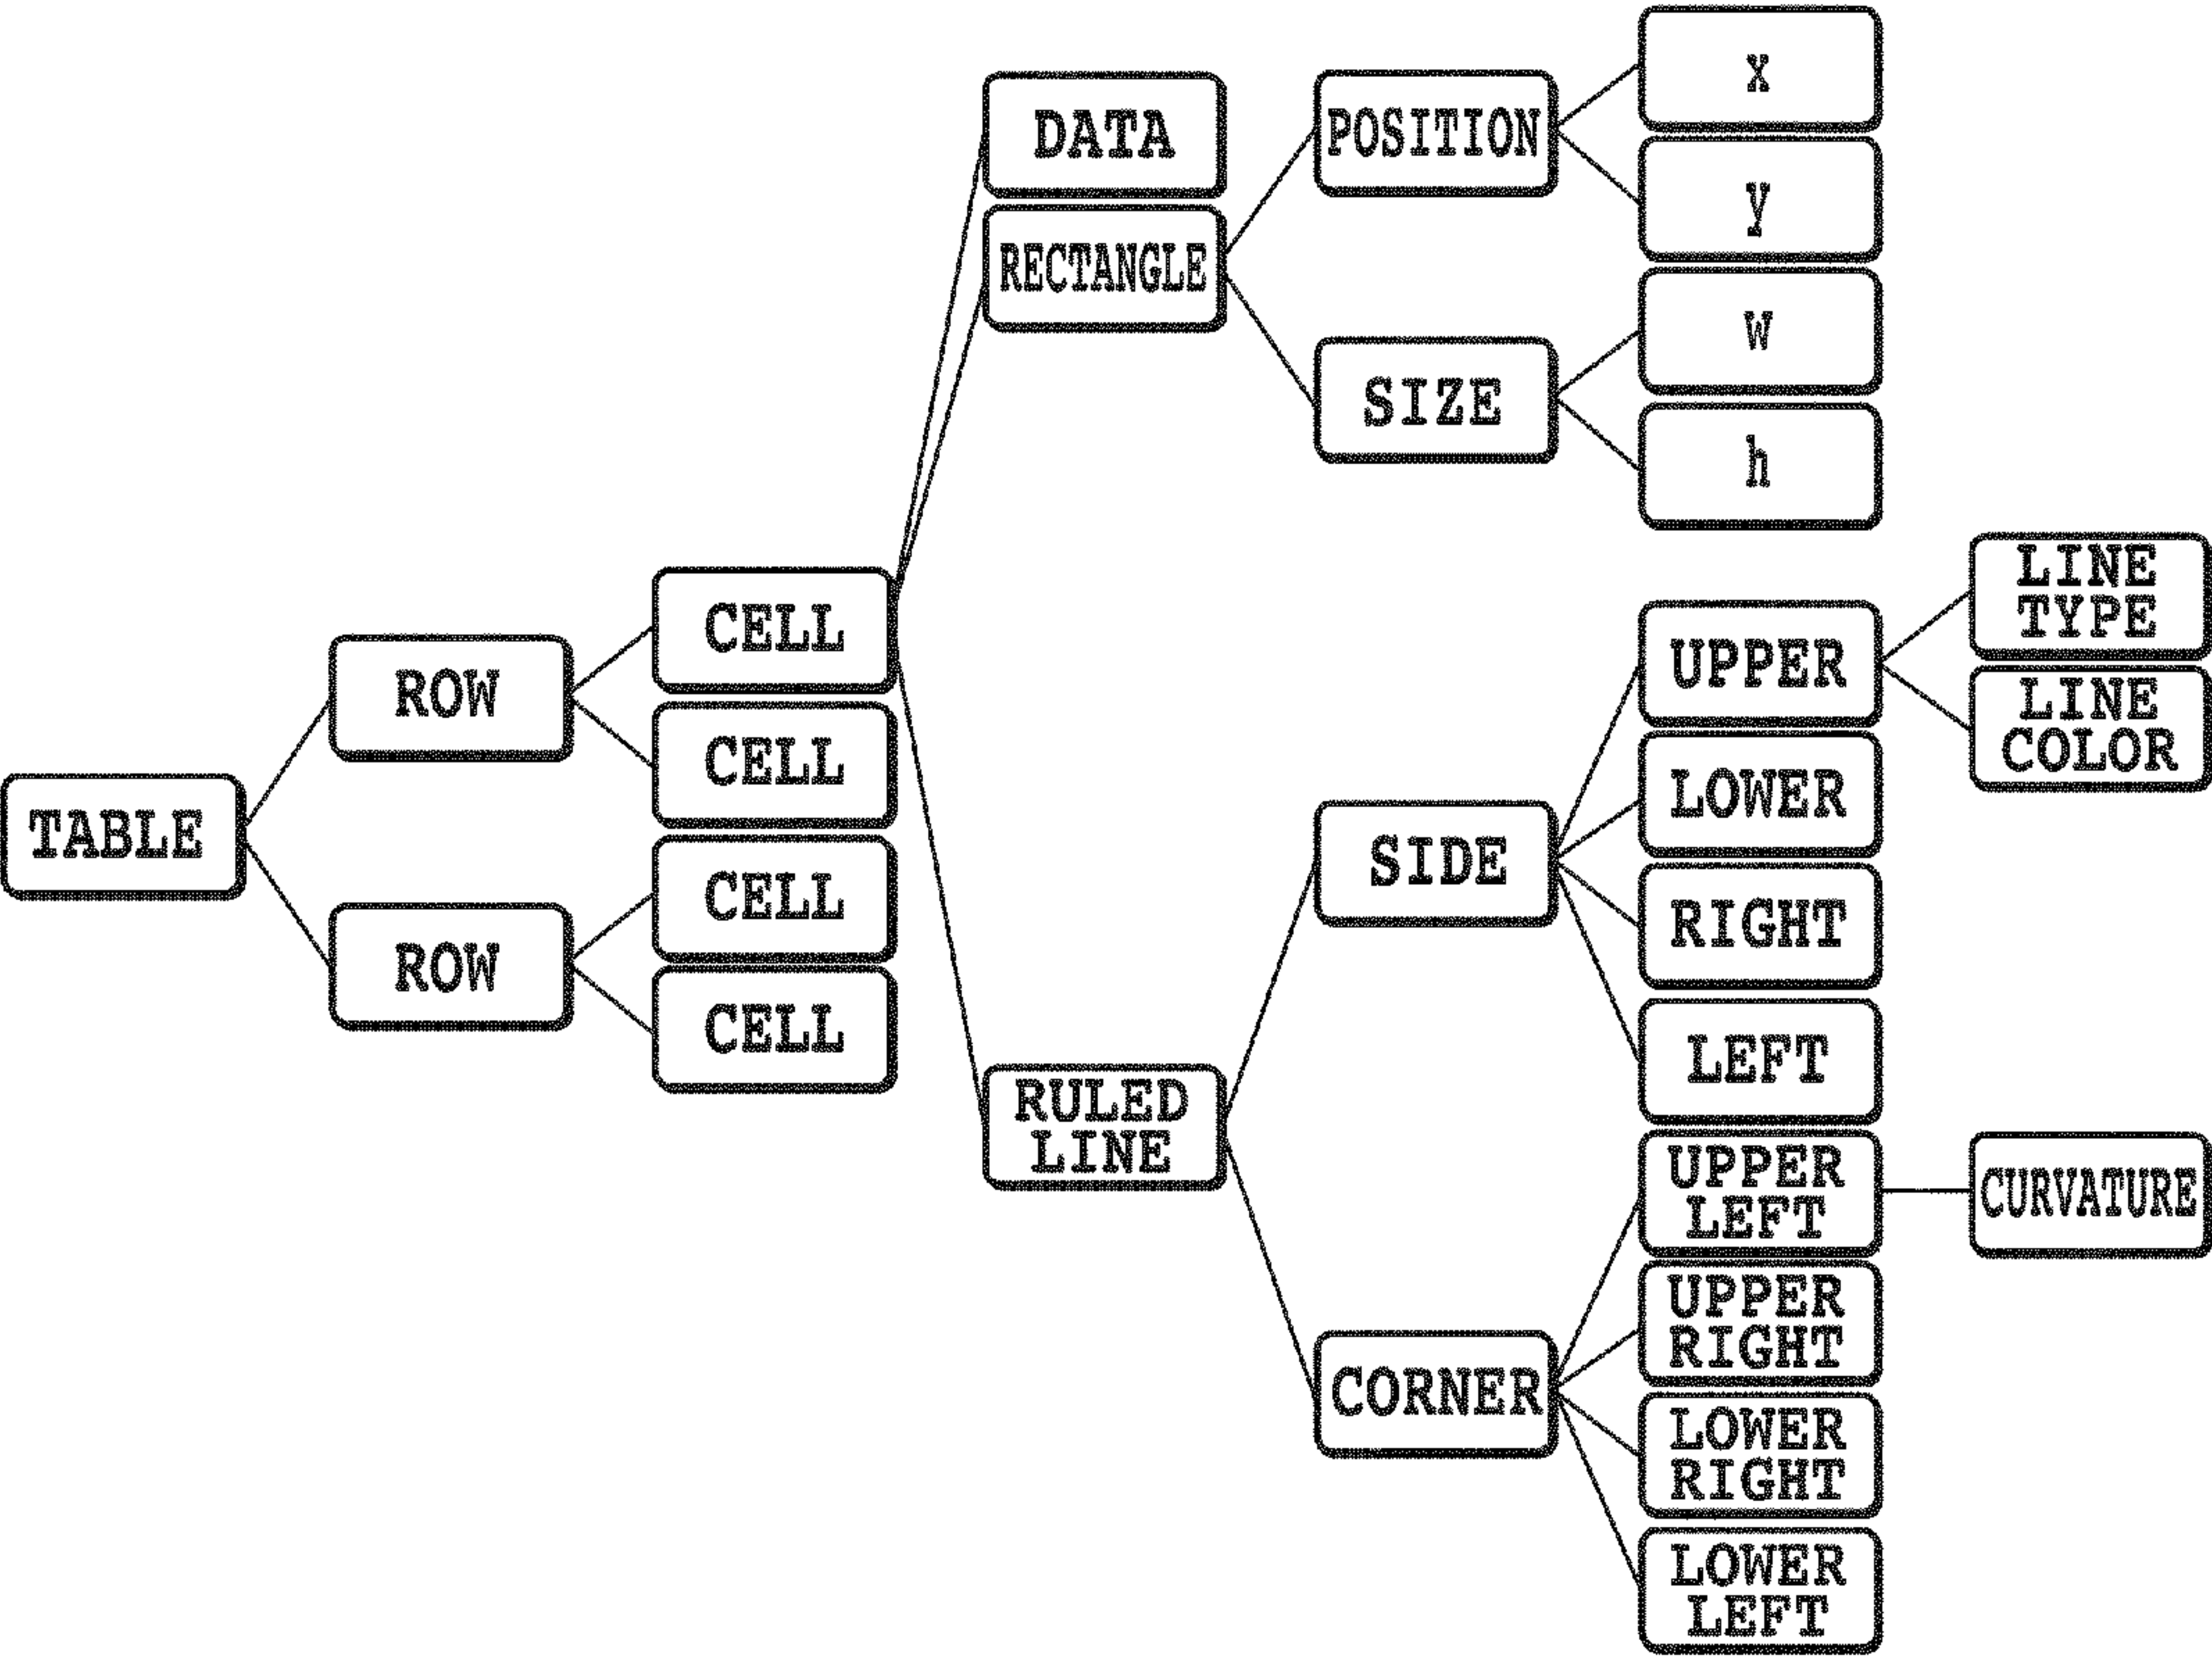 TABLE
ROW
ROW
CELL
CELL
CELL
CELL
DATA
RECTANGLE
RULED
LINE
POSITION
SIZE
SIDE
CORNER
x
y
w
h
UPPER
LOWER
RIGHT
LEFT
UPPER
LEFT
UPPER
RIGHT
LOWER
RIGHT
LOWER
LEFT
LINE
TYPE
LINE
COLOR
CURVATURE